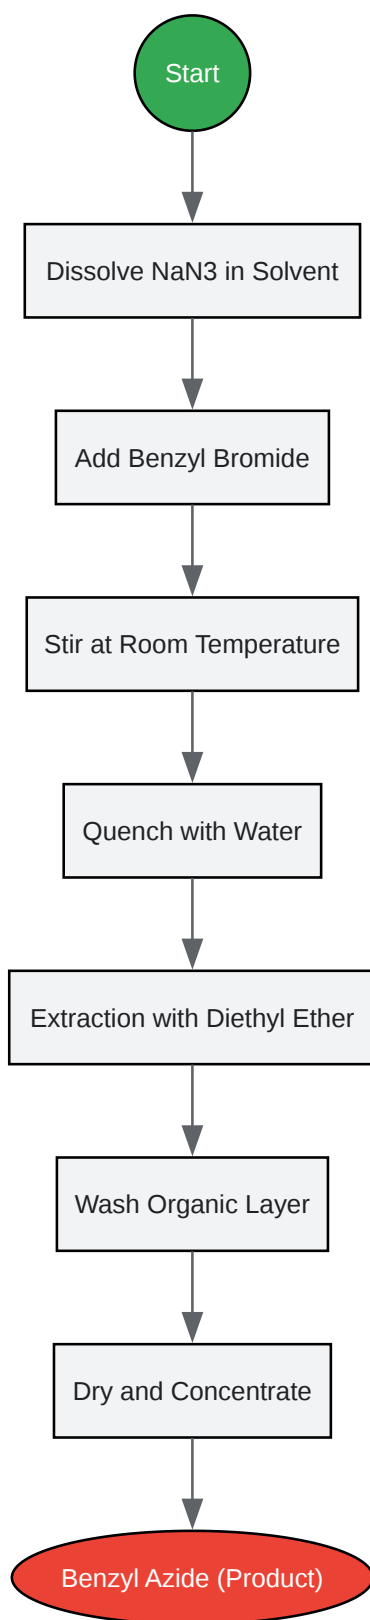 Start
Dissolve NaN3 in Solvent
Add Benzyl Bromide
Stir at Room Temperature
Quench with Water
Extraction with Diethyl Ether
Wash Organic Layer
Dry and Concentrate
Benzyl Azide (Product)